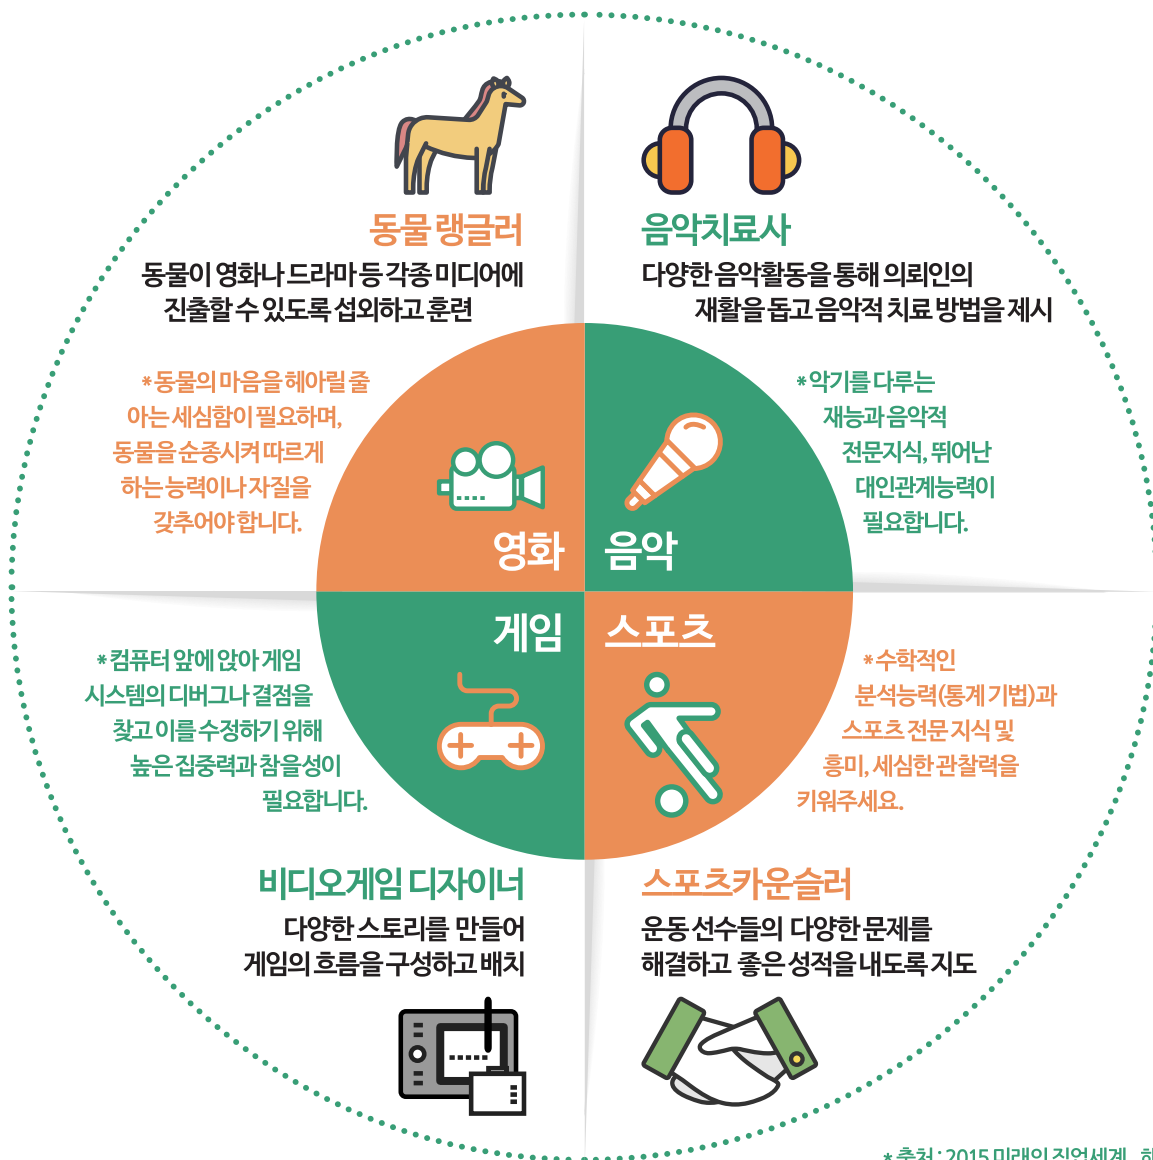 동물 랭글러
동물이 영화나 드라마 등 각종 미디어에
진출할 수 있도록 섭외하고 훈련
*동물의 마음을 헤아릴 줄
아는 세심함이 필요하며,
동물을 순종시켜 따르게
하는 능력이나 자질을
갖추어야 합니다.
영화
음악치료사
다양한 음악활동을 통해 의뢰인의
재활을 돕고 음악적 치료 방법을 제시
*악기를 다루는
재능과 음악적
전문지식, 뛰어난
대인관계능력이
필요합니다.
음악
게임
*컴퓨터 앞에 앉아 게임
시스템의 디버그나 결점을
찾고 이를 수정하기 위해
높은 집중력과 참을성이
필요합니다.
비디오게임 디자이너
다양한 스토리를 만들어
게임의 흐름을 구성하고 배치
스포츠
*수학적인
분석능력(통계 기법)과
스포츠 전문 지식 및
흥미, 세심한 관찰력을
키워주세요.
스포츠카운슬러
운동 선수들의 다양한 문제를
해결하고 좋은 성적을 내도록 지도
* 출처 : 2015 미래의 직업세계